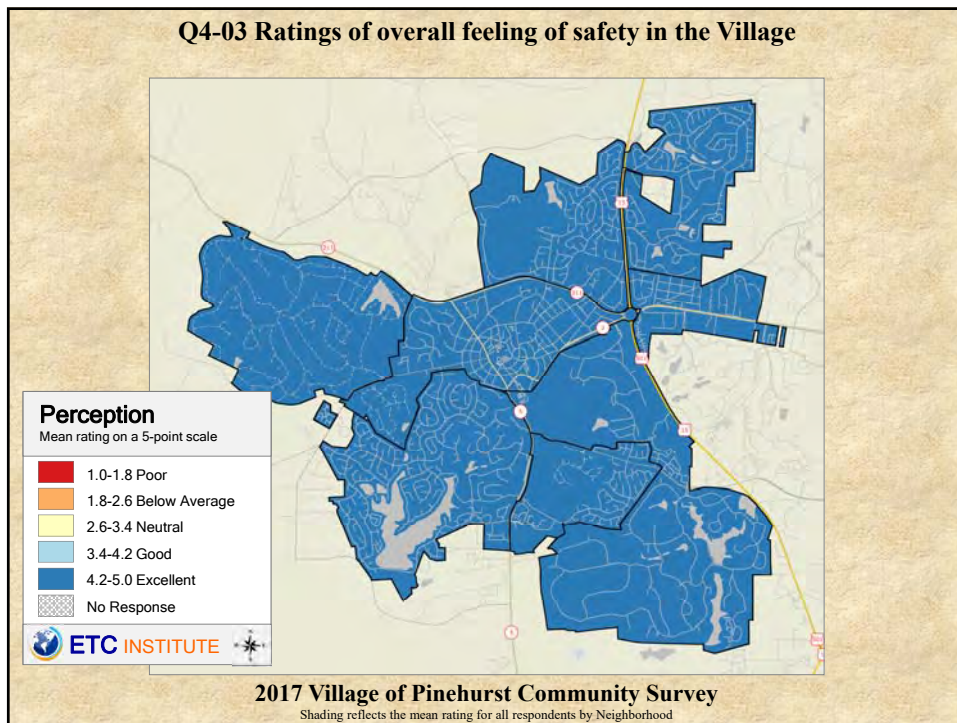 Q4-03 Ratings of overall feeling of safety in the Village
Perception
Mean rating on a 5-point scale
1.0-1.8 Poor
1.8-2.6 Below Average
2.6-3.4 Neutral
3.4-4.2 Good
4.2-5.0 Excellent
No Response
ETC INSTITUTE
2017 Village of Pinehurst Community Survey
Shading reflects the mean rating for all respondents by Neighborhood